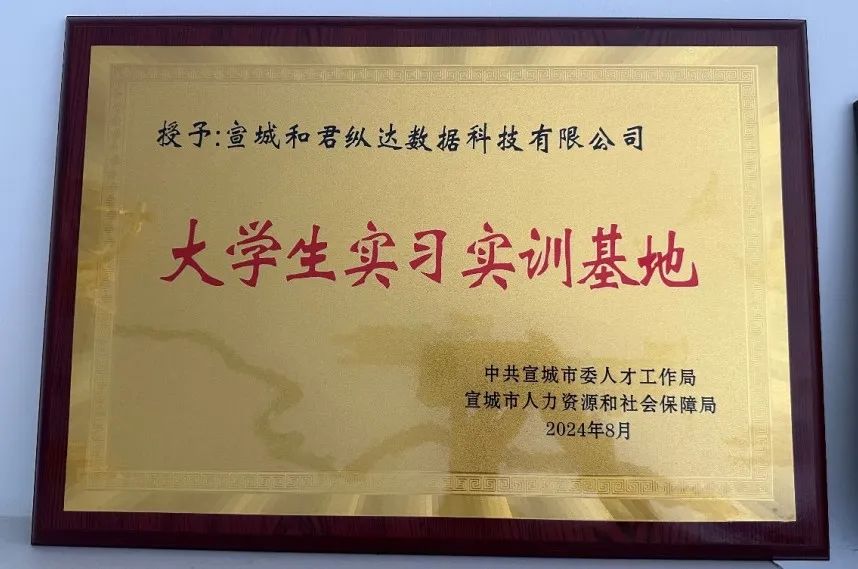 授予:宣城和君纵达数据科技有限公司
大学生实习实训基地
中共宣城市委人才工作局
宣城市人力资源和社会保障局
2024年8月